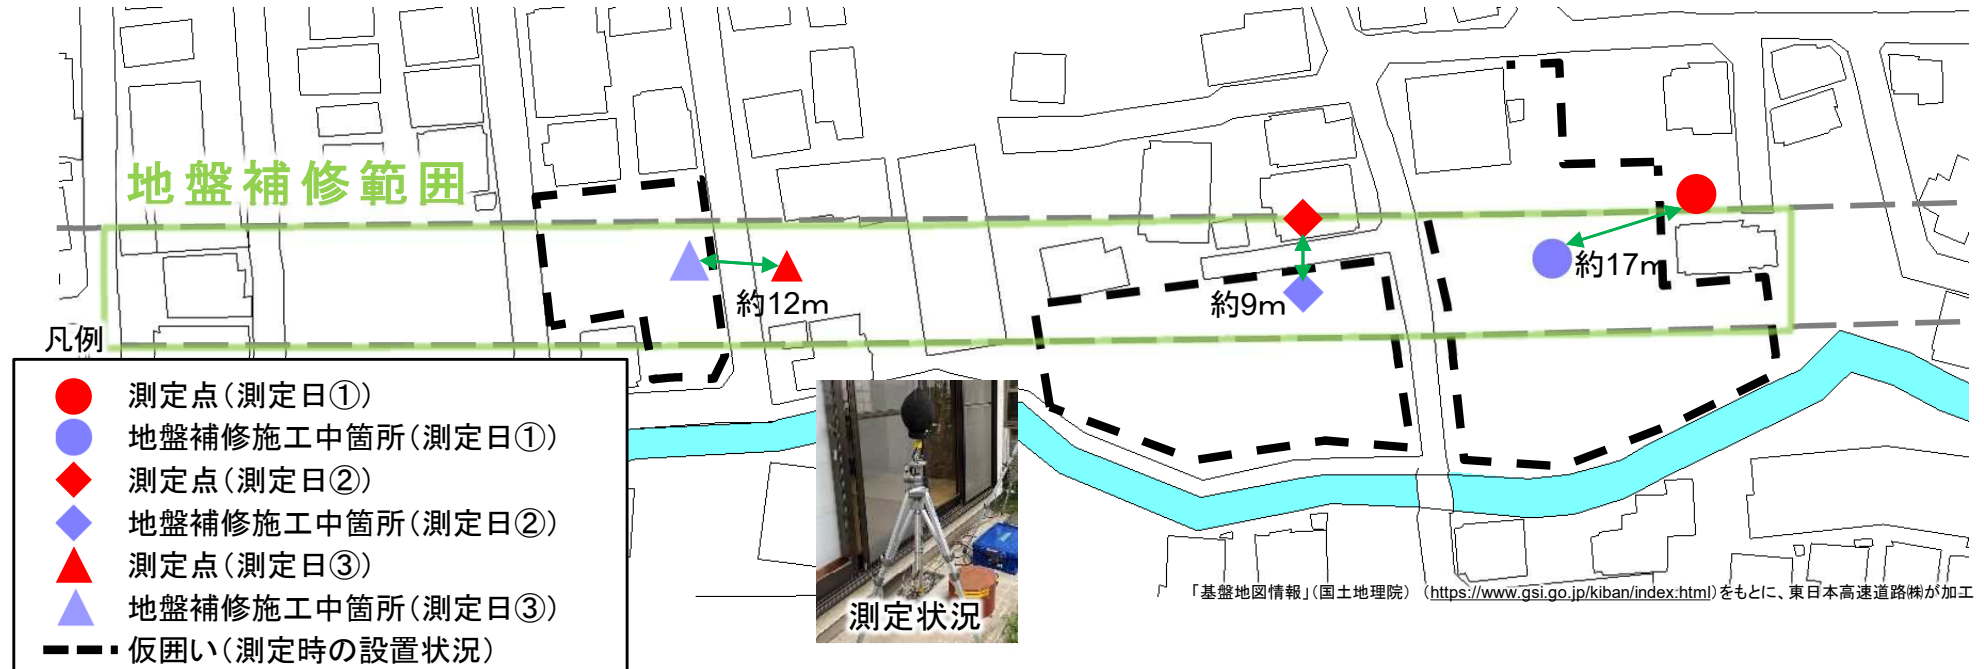 地盤補修範囲
約12m
約9m
約17m
凡例
測定点(測定日①)
地盤補修施工中箇所(測定日①)
測定点(測定日②)
地盤補修施工中箇所(測定日②)
測定点(測定日③)
地盤補修施工中箇所(測定日③)
仮囲い(測定時の設置状況)
測定状況
「基盤地図情報」(国土地理院) (https://www.gsi.go.jp/kiban/index.html)をもとに、東日本高速道路㈱が加工